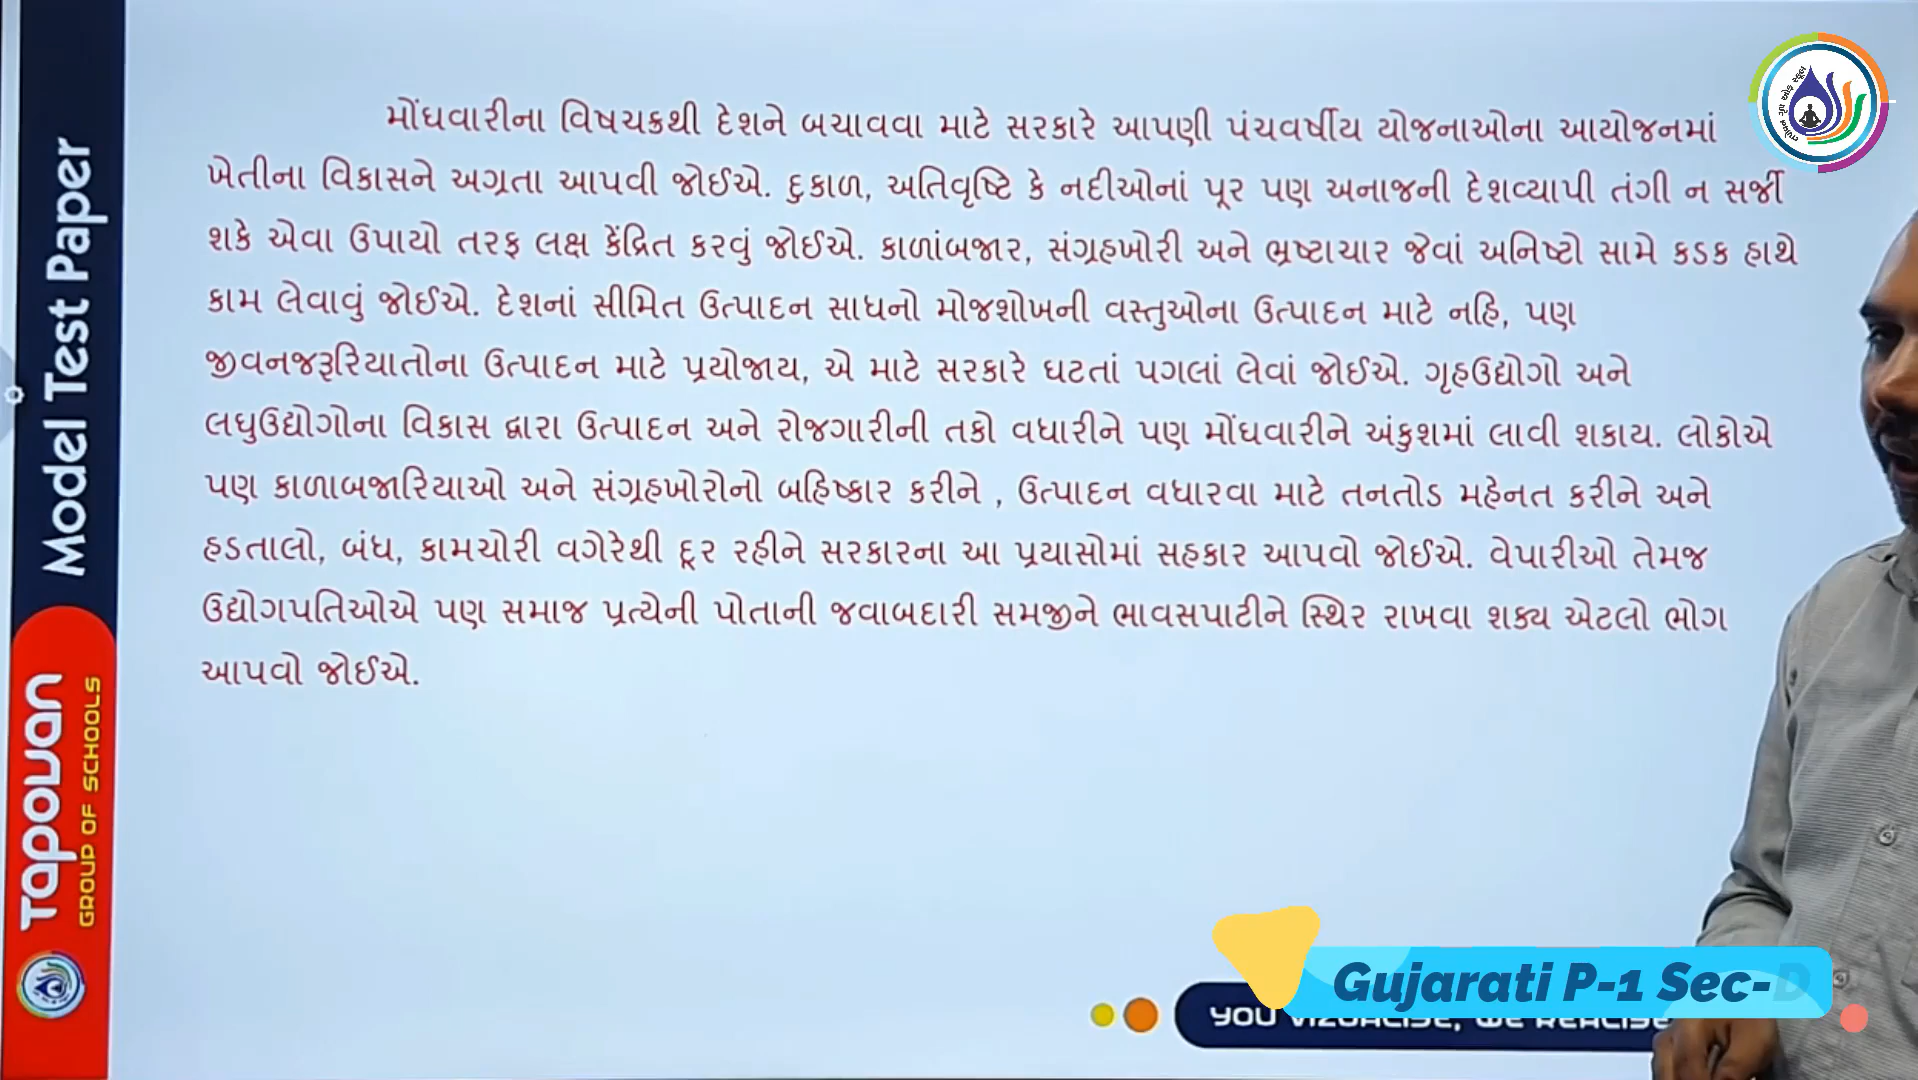 મોંઘવારીના વિષચક્રથી દેશને બચાવવા માટે સરકારે આપણી પંચવર્ષીય યોજનાઓના આયોજનમાં
ખેતીના વિકાસને અગ્રતા આપવી જોઈએ. દુકાળ, અતિવૃષ્ટિ કે નદીઓનાં પૂર પણ અનાજની દેશવ્યાપી તંગી ન સર્જી
શકે એવા ઉપાયો તરફ લક્ષ કેંદ્રિત કરવું જોઈએ. કાળાંબજાર, સંગ્રહખોરી અને ભ્રષ્ટાચાર જેવાં અનિષ્ટો સામે કડક હાથે
કામ લેવાવું જોઈએ. દેશનાં સીમિત ઉત્પાદન સાધનો મોજશોખની વસ્તુઓના ઉત્પાદન માટે નહિ, પણ
જીવનજરૂરિયાતોના ઉત્પાદન માટે પ્રયોજાય, એ માટે સરકારે ઘટતાં પગલાં લેવાં જોઈએ. ગૃહઉદ્યોગો અને
લઘુઉદ્યોગોના વિકાસ દ્વારા ઉત્પાદન અને રોજગારીની તકો વધારીને પણ મોંઘવારીને અંકુશમાં લાવી શકાય. લોકોએ
પણ કાળાબજારિયાઓ અને સંગ્રહખોરોનો બહિષ્કાર કરીને , ઉત્પાદન વધારવા માટે તનતોડ મહેનત કરીને અને
હડતાલો, બંધ, કામચોરી વગેરેથી દૂર રહીને સરકારના આ પ્રયાસોમાં સહકાર આપવો જોઈએ. વેપારીઓ તેમજ
ઉદ્યોગપતિઓએ પણ સમાજ પ્રત્યેની પોતાની જવાબદારી સમજીને ભાવસપાટીને સ્થિર રાખવા શક્ય એટલો ભોગ
આપવો જોઈએ.
Model Test Paper
Tapovan
GROUP OF SCHOOLS
Gujarati P-1 Sec-D
YOU